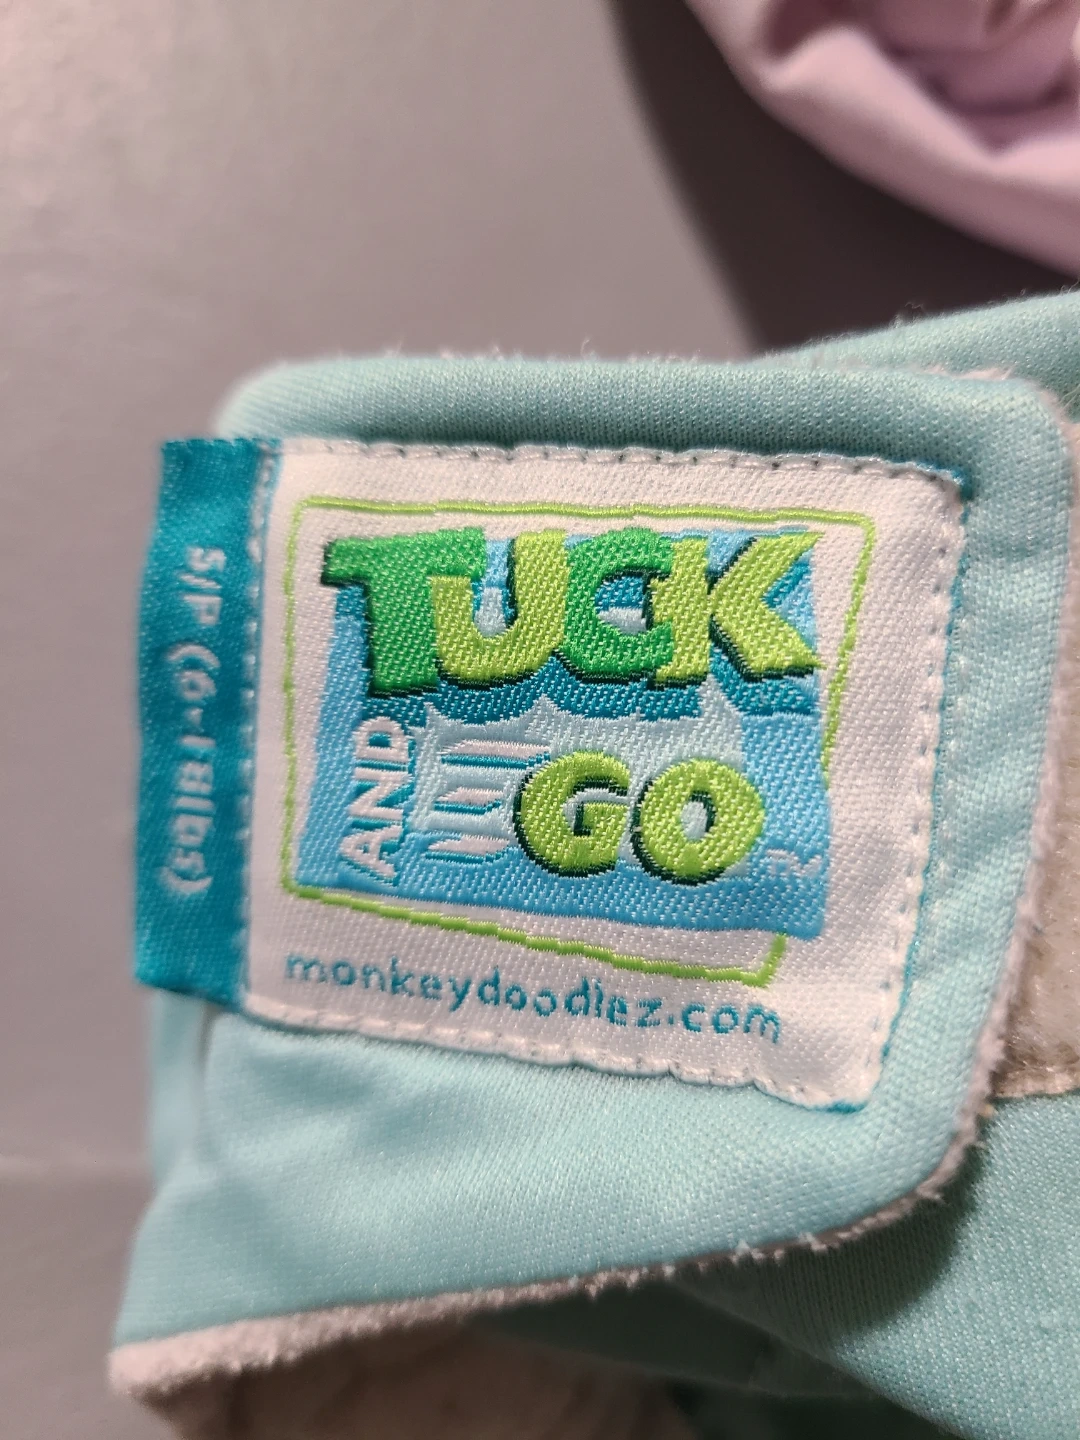 TUCK
AND
GO
TM
monkeydoodlez.com
S/P (6-18lbs)